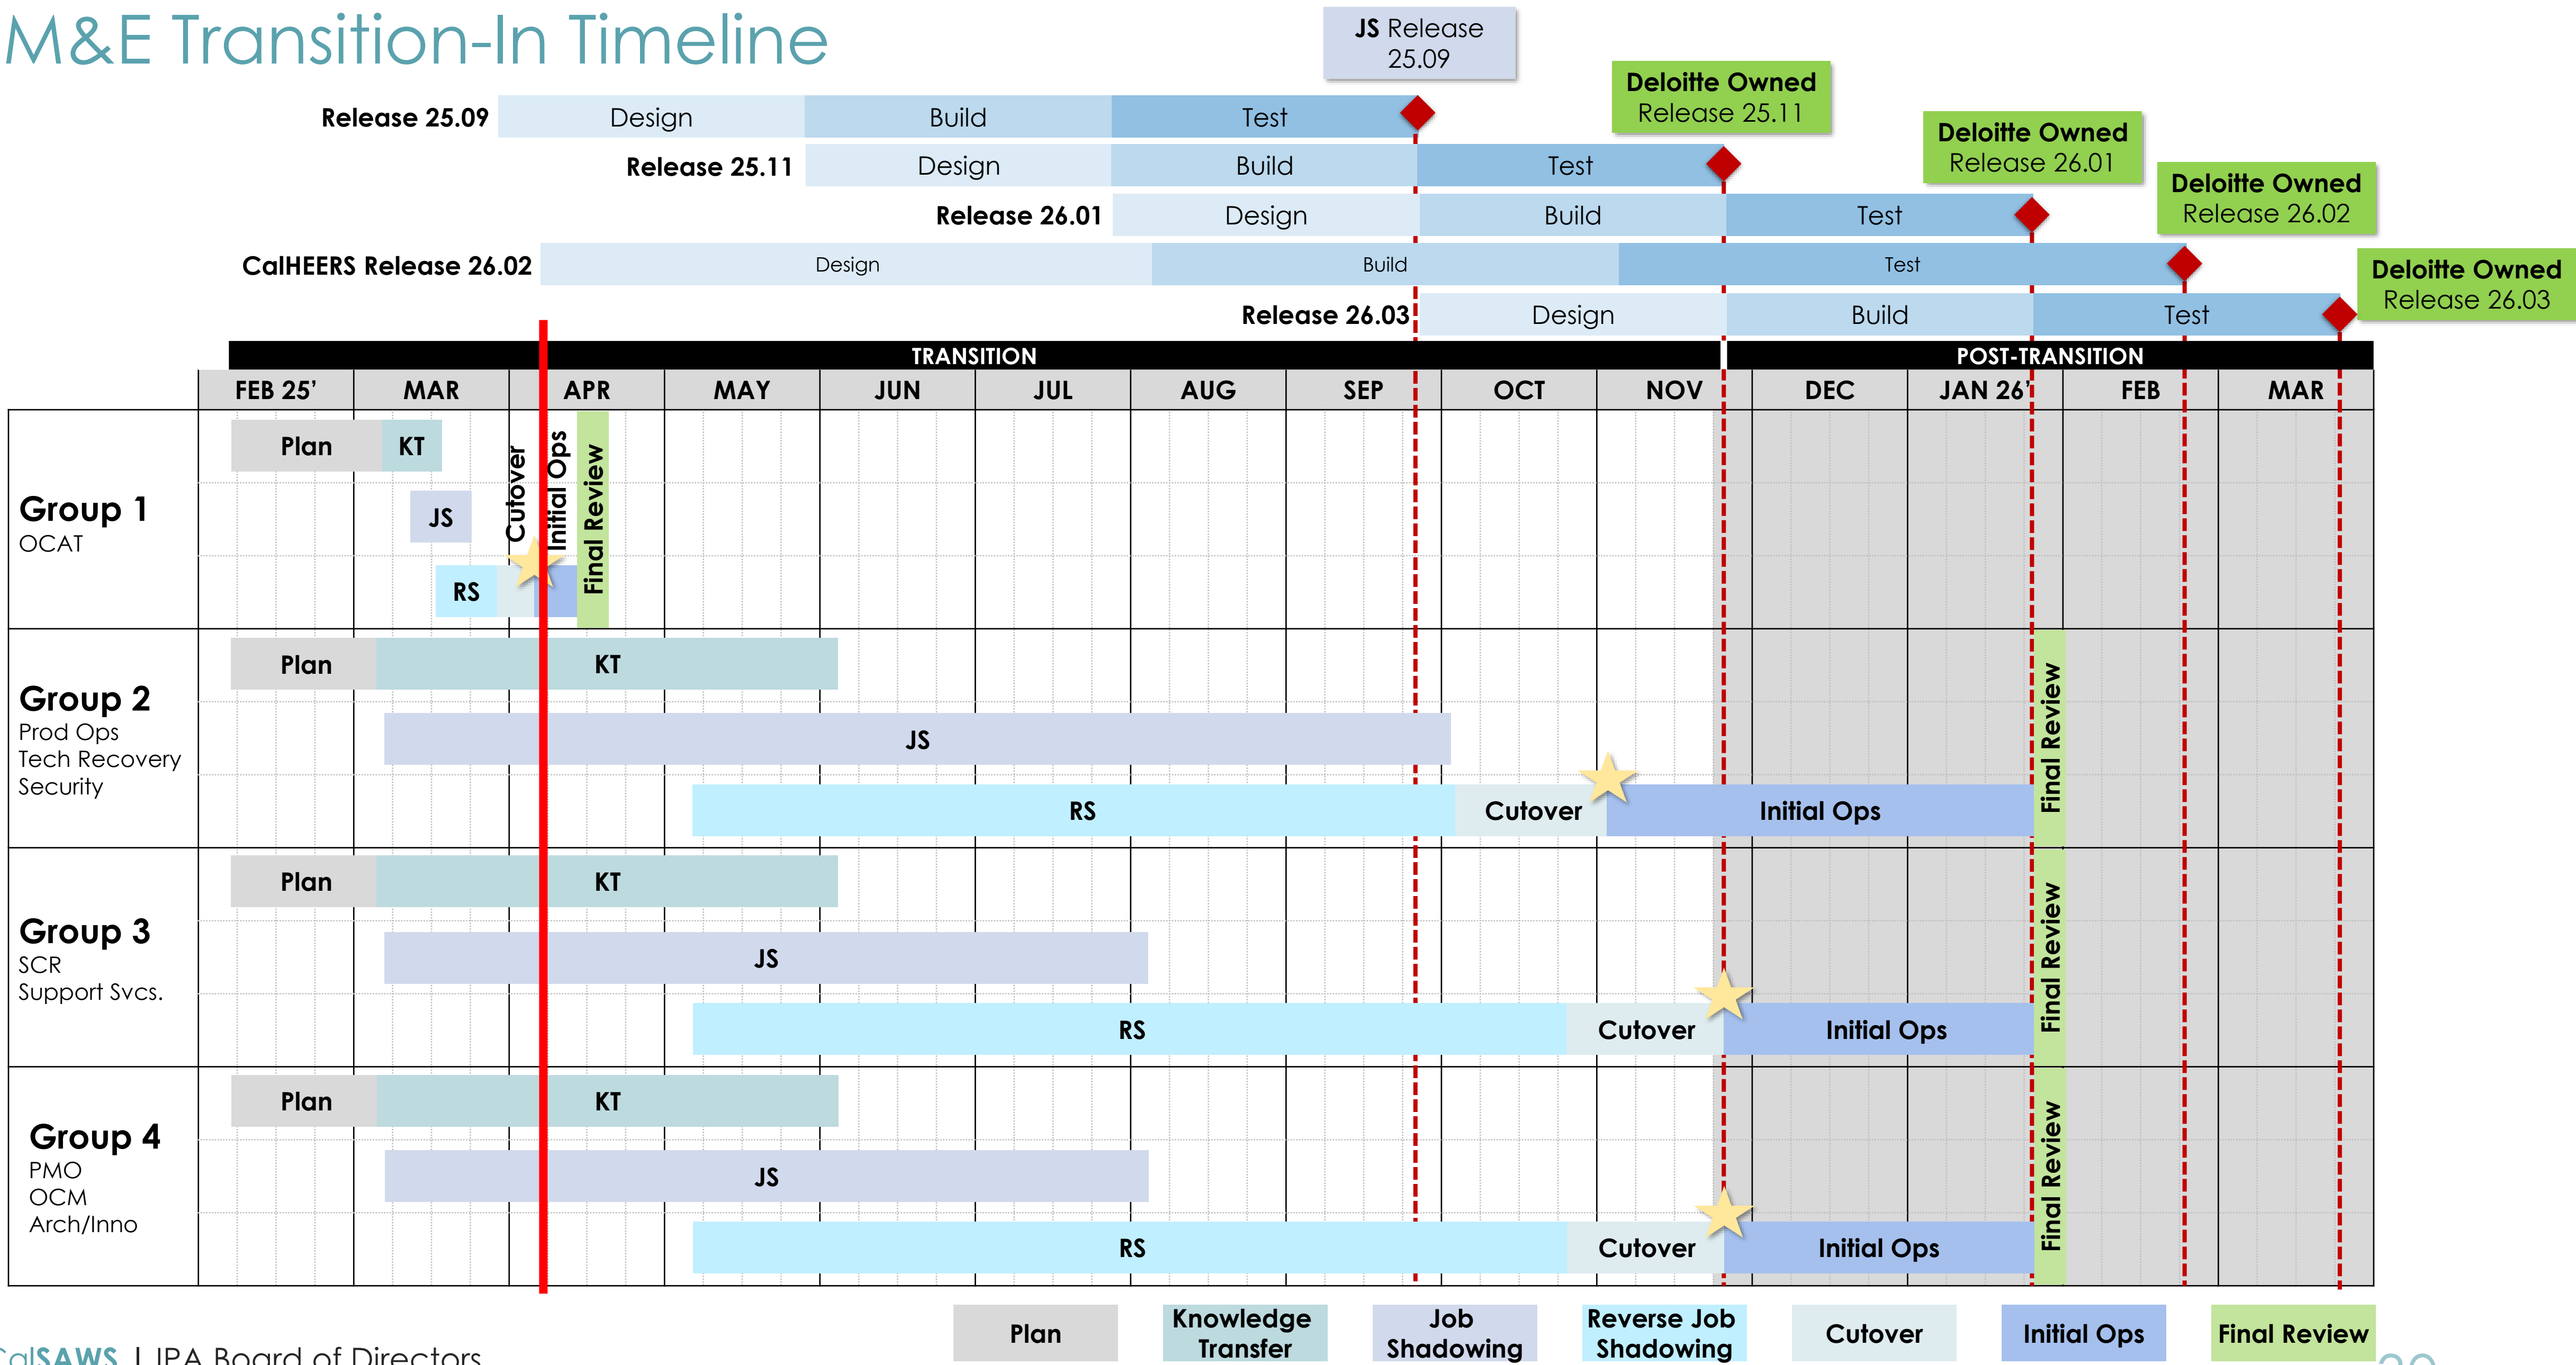 M&E Transition-In Timeline
JS Release
25.09
Deloitte Owned
Release 25.11
Deloitte Owned
Release 26.01
Deloitte Owned
Release 26.02
Deloitte Owned
Release 26.03
Release 25.09 Design Build Test
Release 25.11 Design Build Test
Release 26.01 Design Build Test
CalHEERS Release 26.02 Design Build Test
Release 26.03 Design Build Test
TRANSITION POST-TRANSITION
FEB 25’ MAR APR MAY JUN JUL AUG SEP OCT NOV DEC JAN 26’ FEB MAR
Group 1
OCAT
Plan KT
JS
RS
Cutover
Initial Ops
Final Review
Group 2
Prod Ops
Tech Recovery
Security
Plan KT
JS
RS Cutover Initial Ops
Final Review
Group 3
SCR
Support Svcs.
Plan KT
JS
RS Cutover Initial Ops
Final Review
Group 4
PMO
OCM
Arch/Inno
Plan KT
JS
RS Cutover Initial Ops
Final Review
Plan
Knowledge
Transfer
Job
Shadowing
Reverse Job
Shadowing
Cutover
Initial Ops
Final Review
CalSAWS | JPA Board of Directors